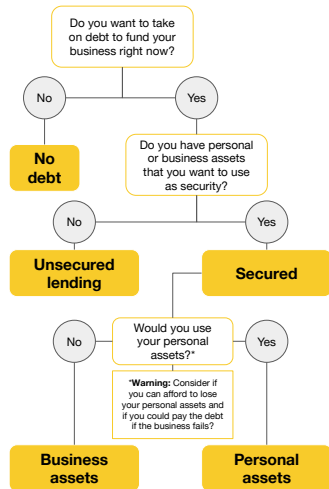 Do you want to take
on debt to fund your
business right now?
No
Yes
No
debt
Do you have personal
or business assets
that you want to use
as security?
No
Yes
Unsecured
lending
Secured
Would you use
your personal
assets?*
No
Yes
*Warning: Consider if
you can afford to lose
your personal assets and
if you could pay the debt
if the business fails?
Business
assets
Personal
assets